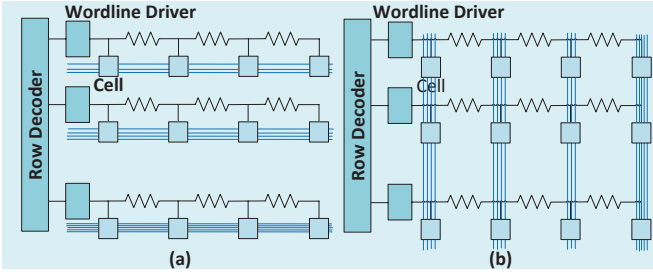 Wordline Driver
Row Decoder
Cell
(a)
Wordline Driver
Row Decoder
Cell
(b)